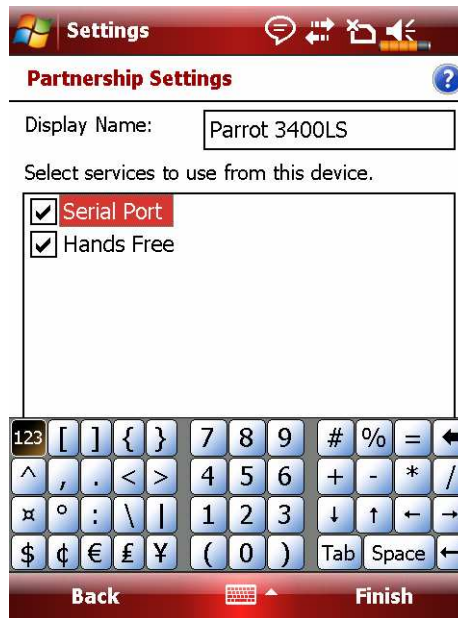 Settings
Partnership Settings ?
Display Name: Parrot 3400LS
Select services to use from this device.
Serial Port
Hands Free
123 [ ] { } 7 8 9 # % =
^ , . < > 4 5 6 + - * /
¤ ° : \ | 1 2 3 ↓ ↑ ← →
$ ¢ € ₤ ¥ ( 0 ) Tab Space ←
Back Finish